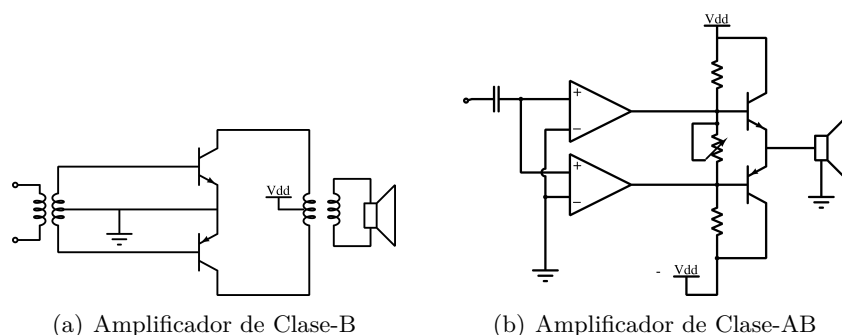 Vdd
+
−
+
−
Vdd
- Vdd
(a) Amplificador de Clase-B
(b) Amplificador de Clase-AB